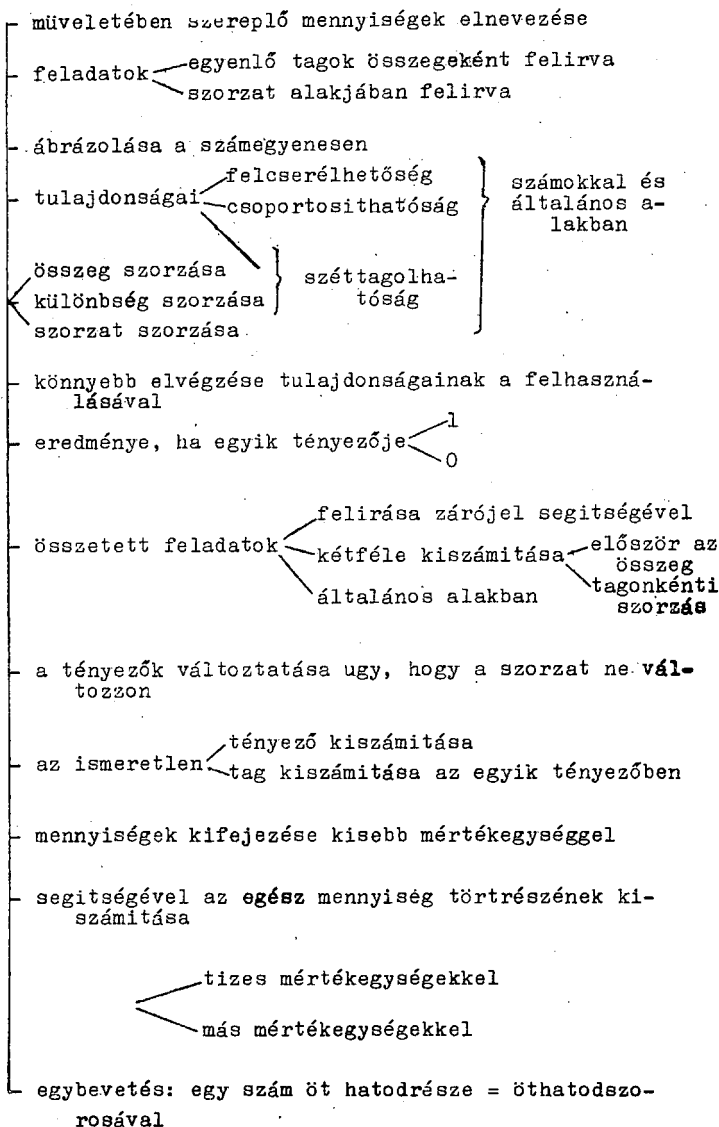 müveletében szereplő mennyiségek elnevezése
feladatok egyenlő tagok összegeként felirva
szorzat alakjában felirva
ábrázolása a számegyenesen
tulajdonságai felcserélhetőség
csoportosithatóság
számokkal és
általános a-
lakban
összeg szorzása
különbség szorzása
szorzat szorzása
széttagolha-
tóság
könnyebb elvégzése tulajdonságainak a felhaszná-
lásával
eredménye, ha egyik tényezője 1
0
összetett feladatok
felirása zárójel segitségével
kétféle kiszámitása
először az
összeg
tagonkénti
szorzás
általános alakban
a tényezők változtatása ugy, hogy a szorzat ne vál-
tozzon
az ismeretlen tényező kiszámitása
tag kiszámitása az egyik tényezőben
mennyiségek kifejezése kisebb mértékegységgel
segitségével az egész mennyiség törtrészének ki-
számitása
tizes mértékegységekkel
más mértékegységekkel
egybevetés: egy szám öt hatodrésze = öthatodszo-
rosával